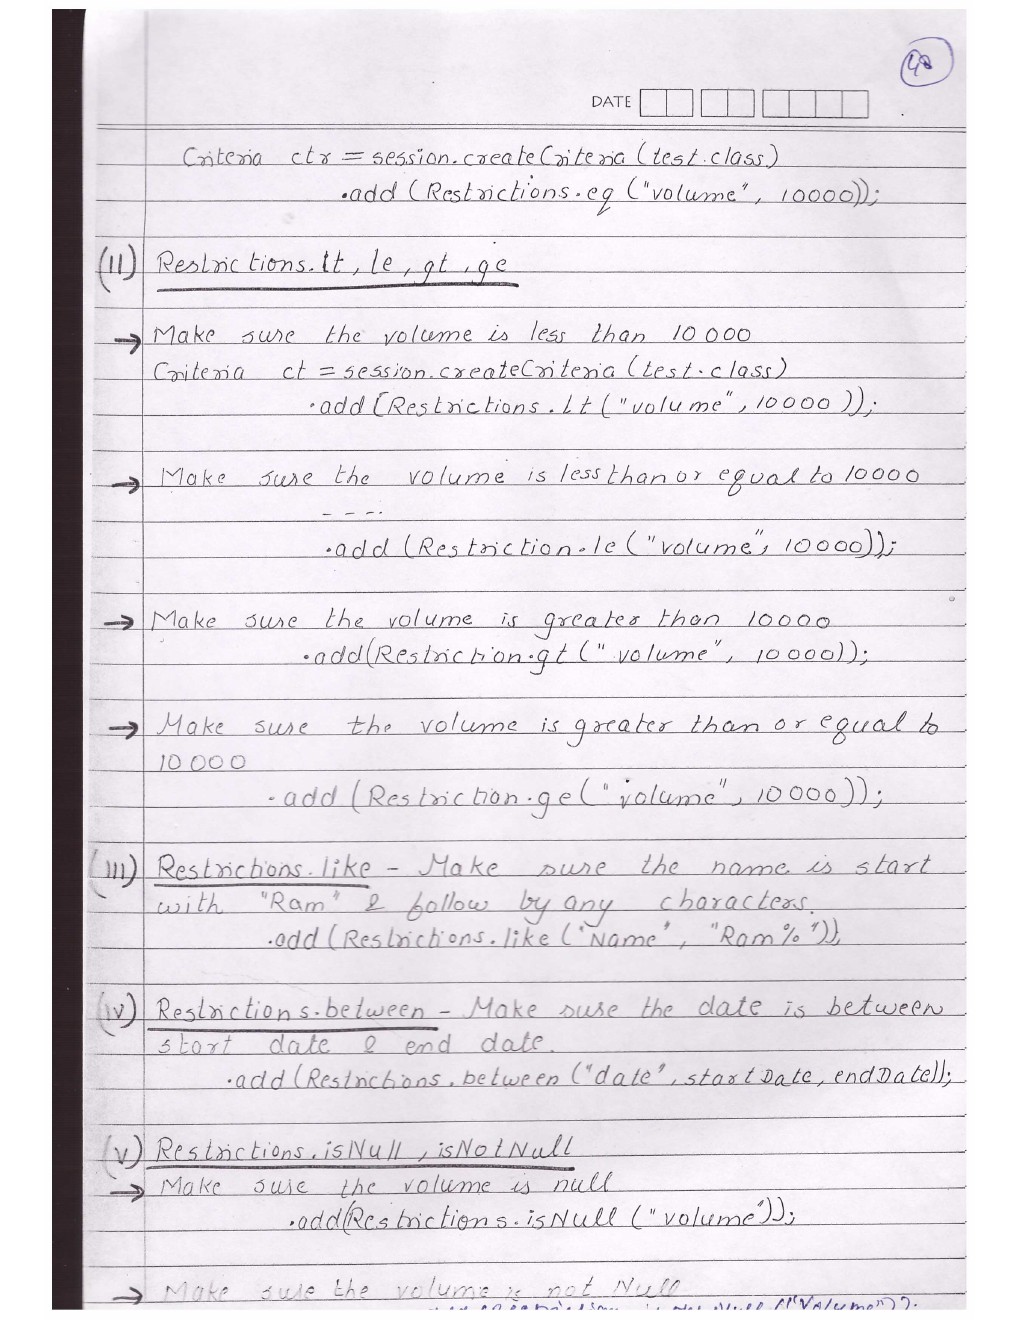 48
DATE
Criteria ctr = session.createCriteria (test.class)
.add (Restrictions.eq ("volume", 10000));
(II) Restrictions.lt, le, gt, ge
→ Make sure the volume is less than 10000
Criteria ct = session.createCriteria (test.class)
.add (Restrictions.Lt ("volume", 10000));
→ Make sure the volume is less than or equal to 10000
----
.add (Restriction.le ("volume", 10000));
→ Make sure the volume is greater than 10000
.add(Restriction.gt ("volume", 10000));
→ Make sure the volume is greater than or equal to
10000
.add (Restriction.ge ("volume", 10000));
(III) Restrictions.like - Make sure the name is start
with "Ram" & follow by any characters.
.add (Restrictions.like ("Name", "Ram%"));
(iv) Restrictions.between - Make sure the date is between
start date & end date.
.add (Restrictions.between ("date", startDate, endDate));
(v) Restrictions.isNull, isNotNull
→ Make sure the volume is null
.add(Restrictions.isNull ("volume"));
→ Make sure the volume is not Null